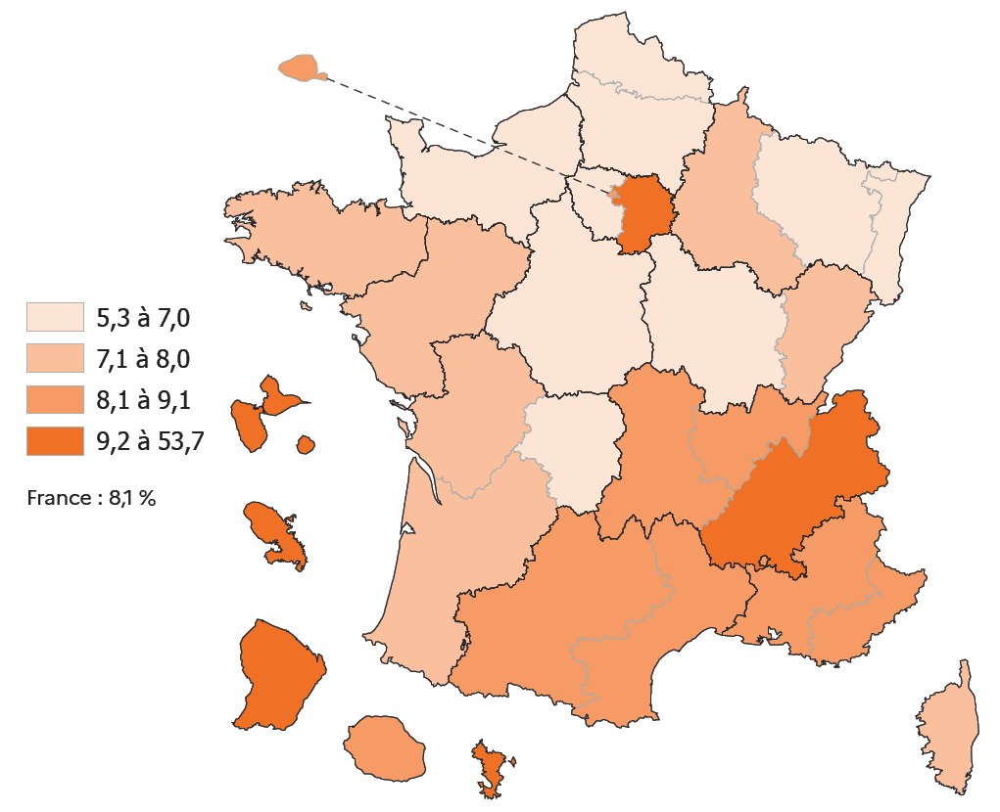 5,3 à 7,0
7,1 à 8,0
8,1 à 9,1
9,2 à 53,7
France : 8,1 %